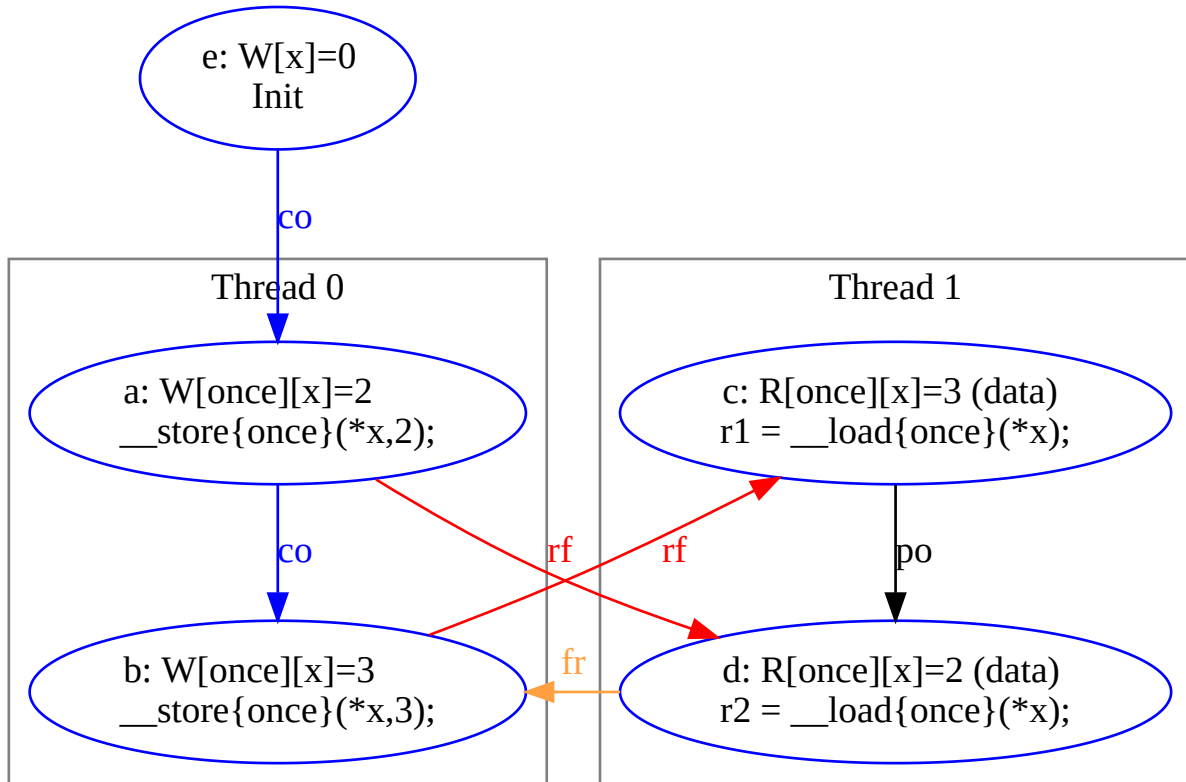 e: W[x]=0
Init
co
Thread 0
Thread 1
a: W[once][x]=2
__store{once}(*x,2);
c: R[once][x]=3 (data)
r1 = __load{once}(*x);
co
rf
rf
po
fr
b: W[once][x]=3
__store{once}(*x,3);
d: R[once][x]=2 (data)
r2 = __load{once}(*x);